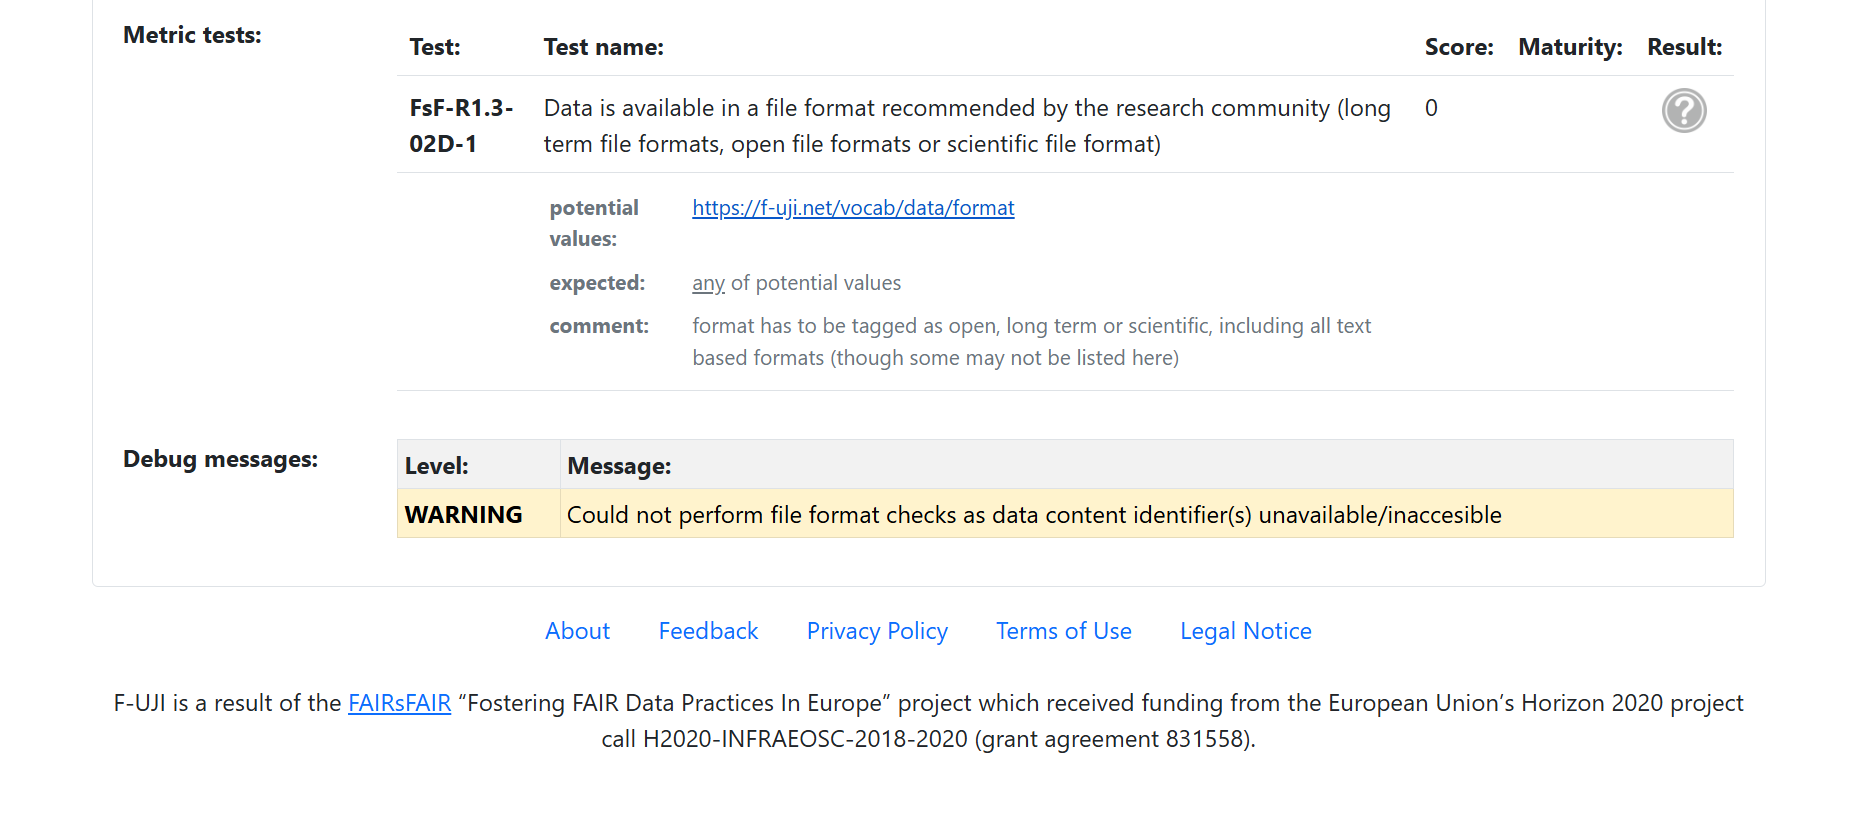 Metric tests:
Test: Test name: Score: Maturity: Result:
FsF-R1.3- Data is available in a file format recommended by the research community (long 0 ?
02D-1 term file formats, open file formats or scientific file format)
potential https://f-uji.net/vocab/data/format
values:
expected: any of potential values
comment: format has to be tagged as open, long term or scientific, including all text
based formats (though some may not be listed here)
Debug messages:
Level: Message:
WARNING Could not perform file format checks as data content identifier(s) unavailable/inaccesible
About Feedback Privacy Policy Terms of Use Legal Notice
F-UJI is a result of the FAIRsFAIR “Fostering FAIR Data Practices In Europe” project which received funding from the European Union’s Horizon 2020 project
call H2020-INFRAEOSC-2018-2020 (grant agreement 831558).